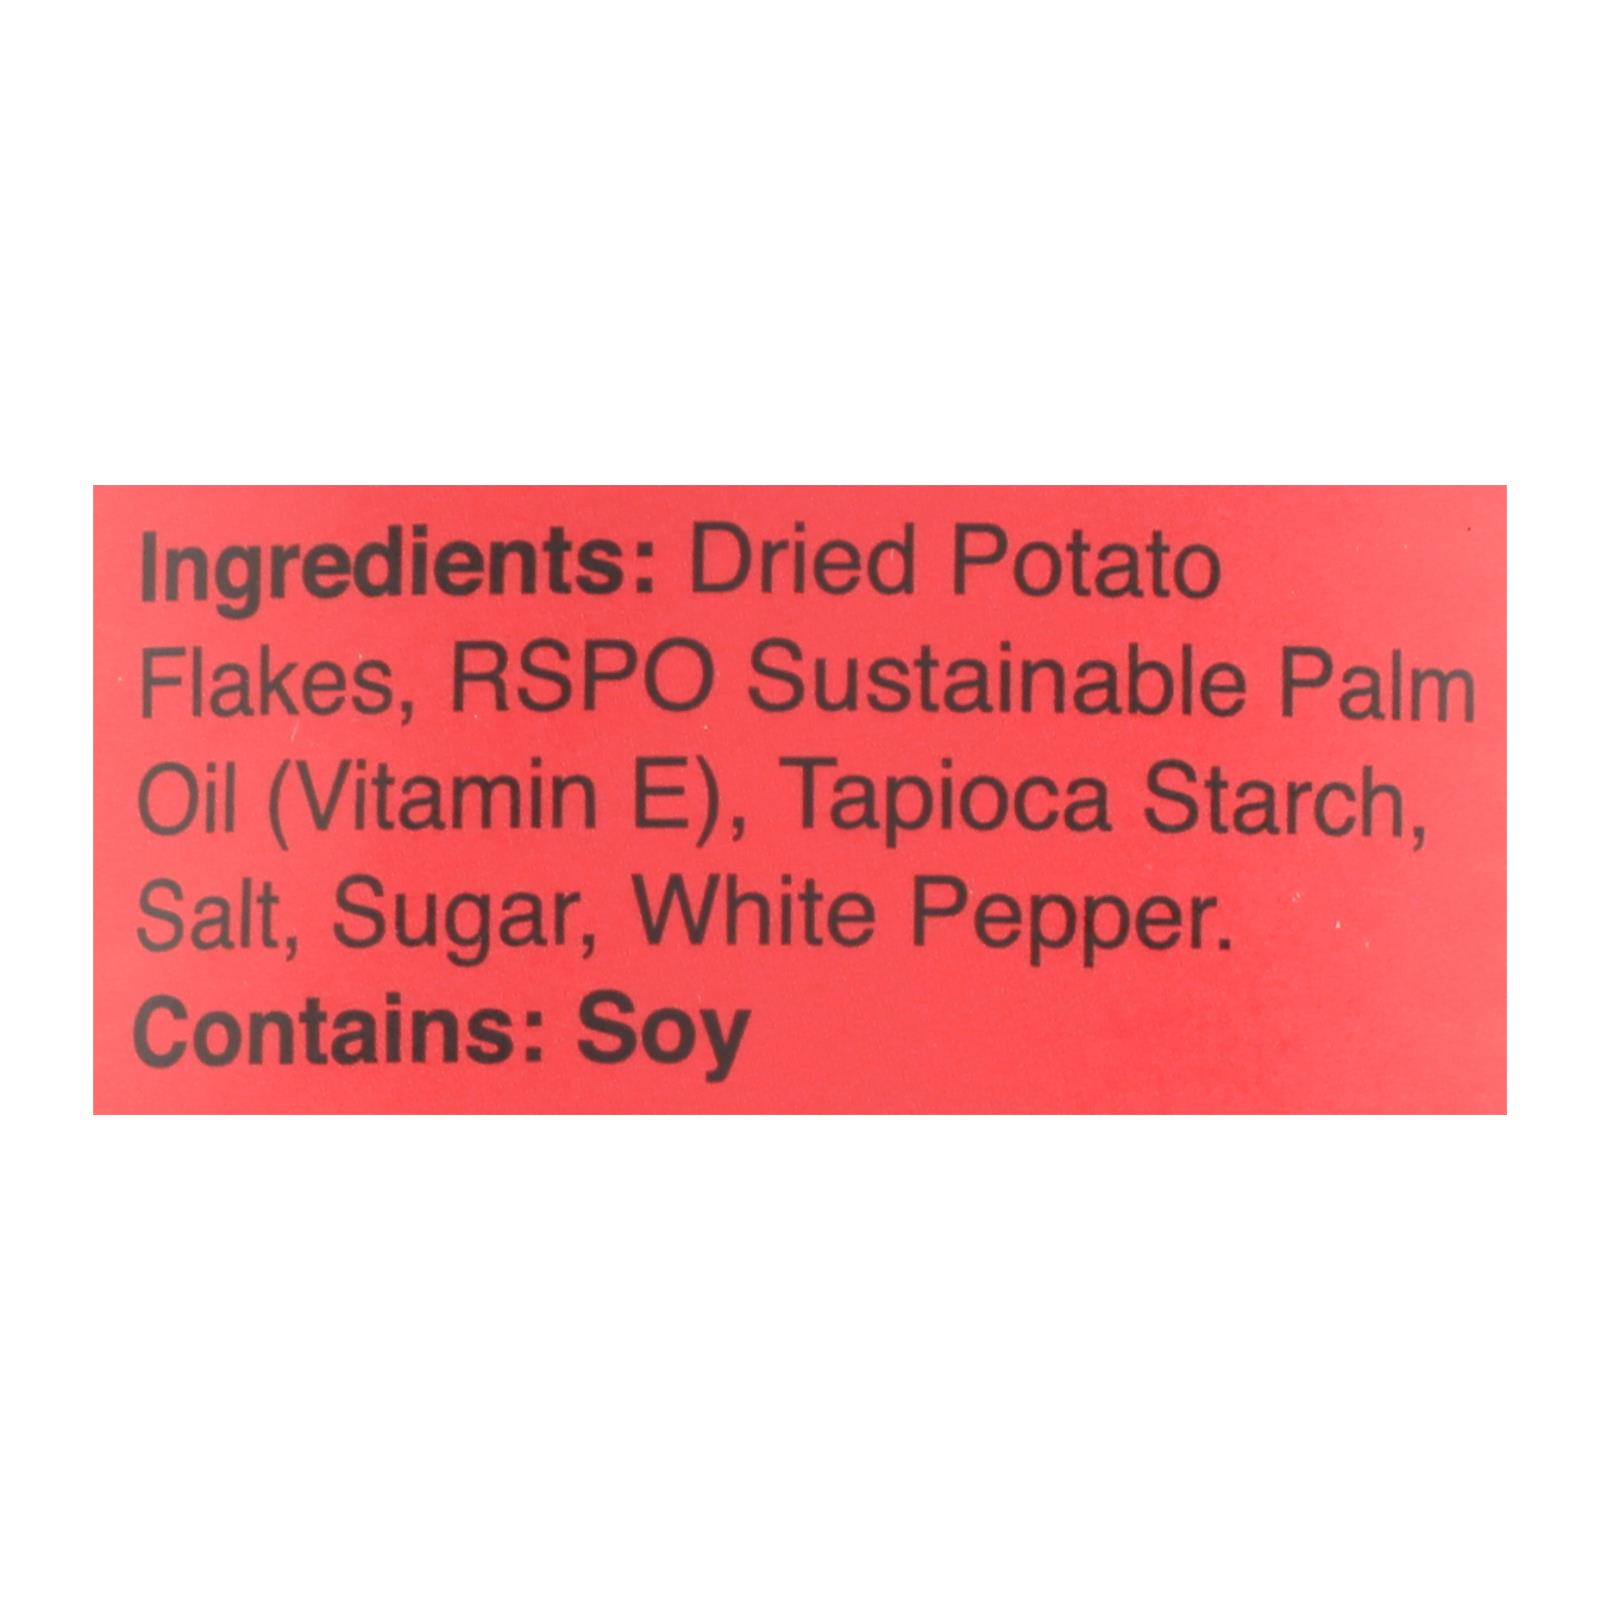 Ingredients: Dried Potato
Flakes, RSPO Sustainable Palm
Oil (Vitamin E), Tapioca Starch,
Salt, Sugar, White Pepper.
Contains: Soy